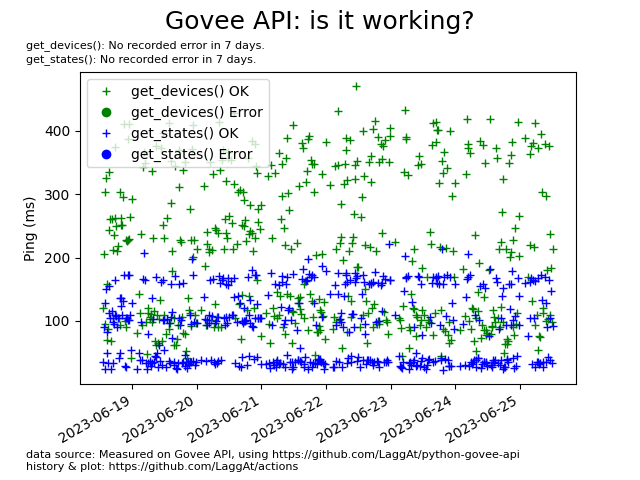 Govee API: is it working?
get_devices(): No recorded error in 7 days.
get_states(): No recorded error in 7 days.
get_devices() OK
get_devices() Error
get_states() OK
get_states() Error
Ping (ms)
400
300
200
100
2023-06-19
2023-06-20
2023-06-21
2023-06-22
2023-06-23
2023-06-24
2023-06-25
data source: Measured on Govee API, using https://github.com/LaggAt/python-govee-api
history & plot: https://github.com/LaggAt/actions